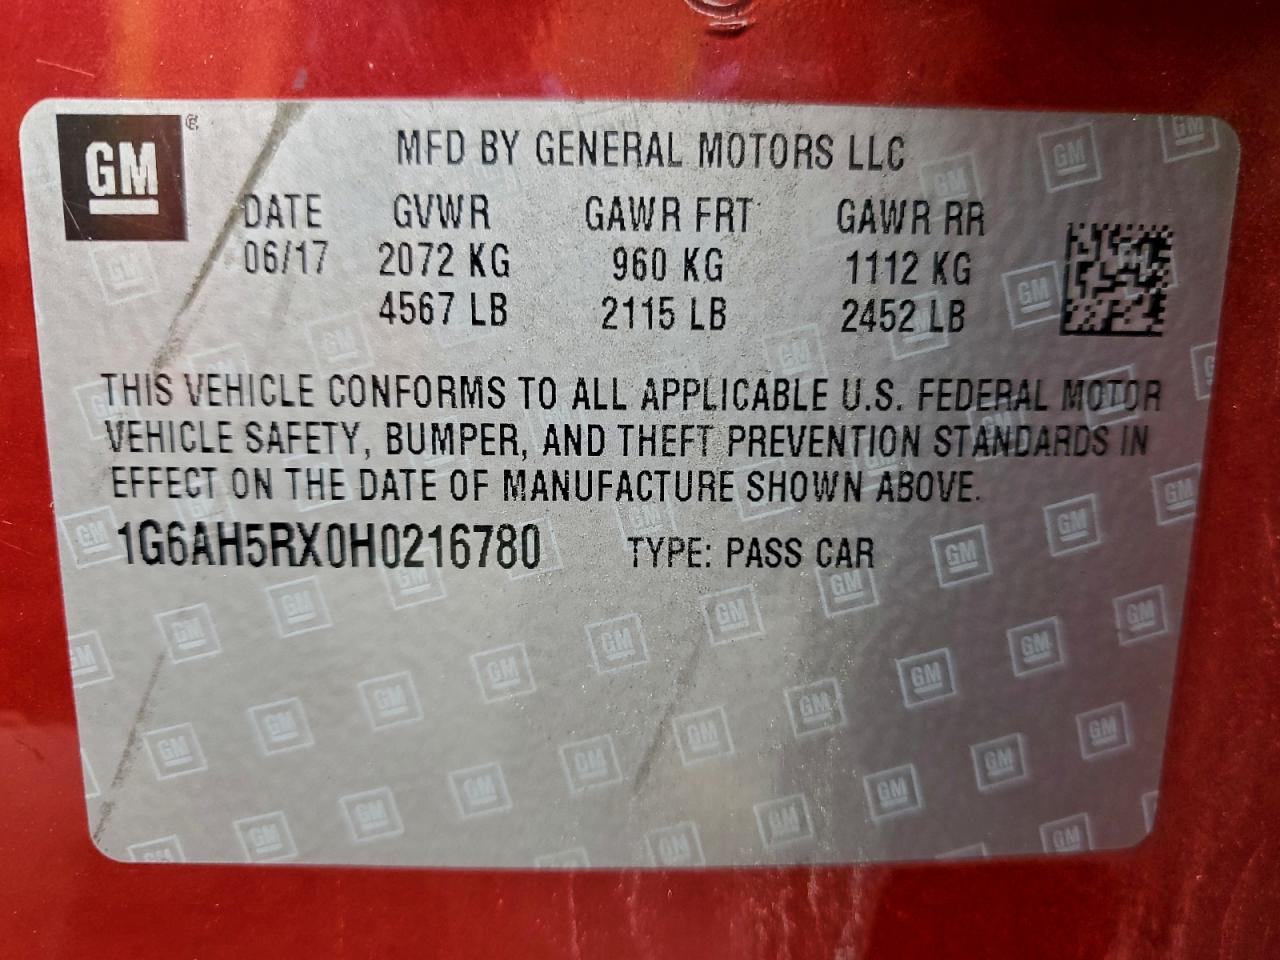 GM MFD BY GENERAL MOTORS LLC
DATE GVWR GAWR FRT GAWR RR
06/17 2072 KG 960 KG 1112 KG
4567 LB 2115 LB 2452 LB
THIS VEHICLE CONFORMS TO ALL APPLICABLE U.S. FEDERAL MOTOR
VEHICLE SAFETY, BUMPER, AND THEFT PREVENTION STANDARDS IN
EFFECT ON THE DATE OF MANUFACTURE SHOWN ABOVE.
1G6AH5RX0H0216780 TYPE: PASS CAR